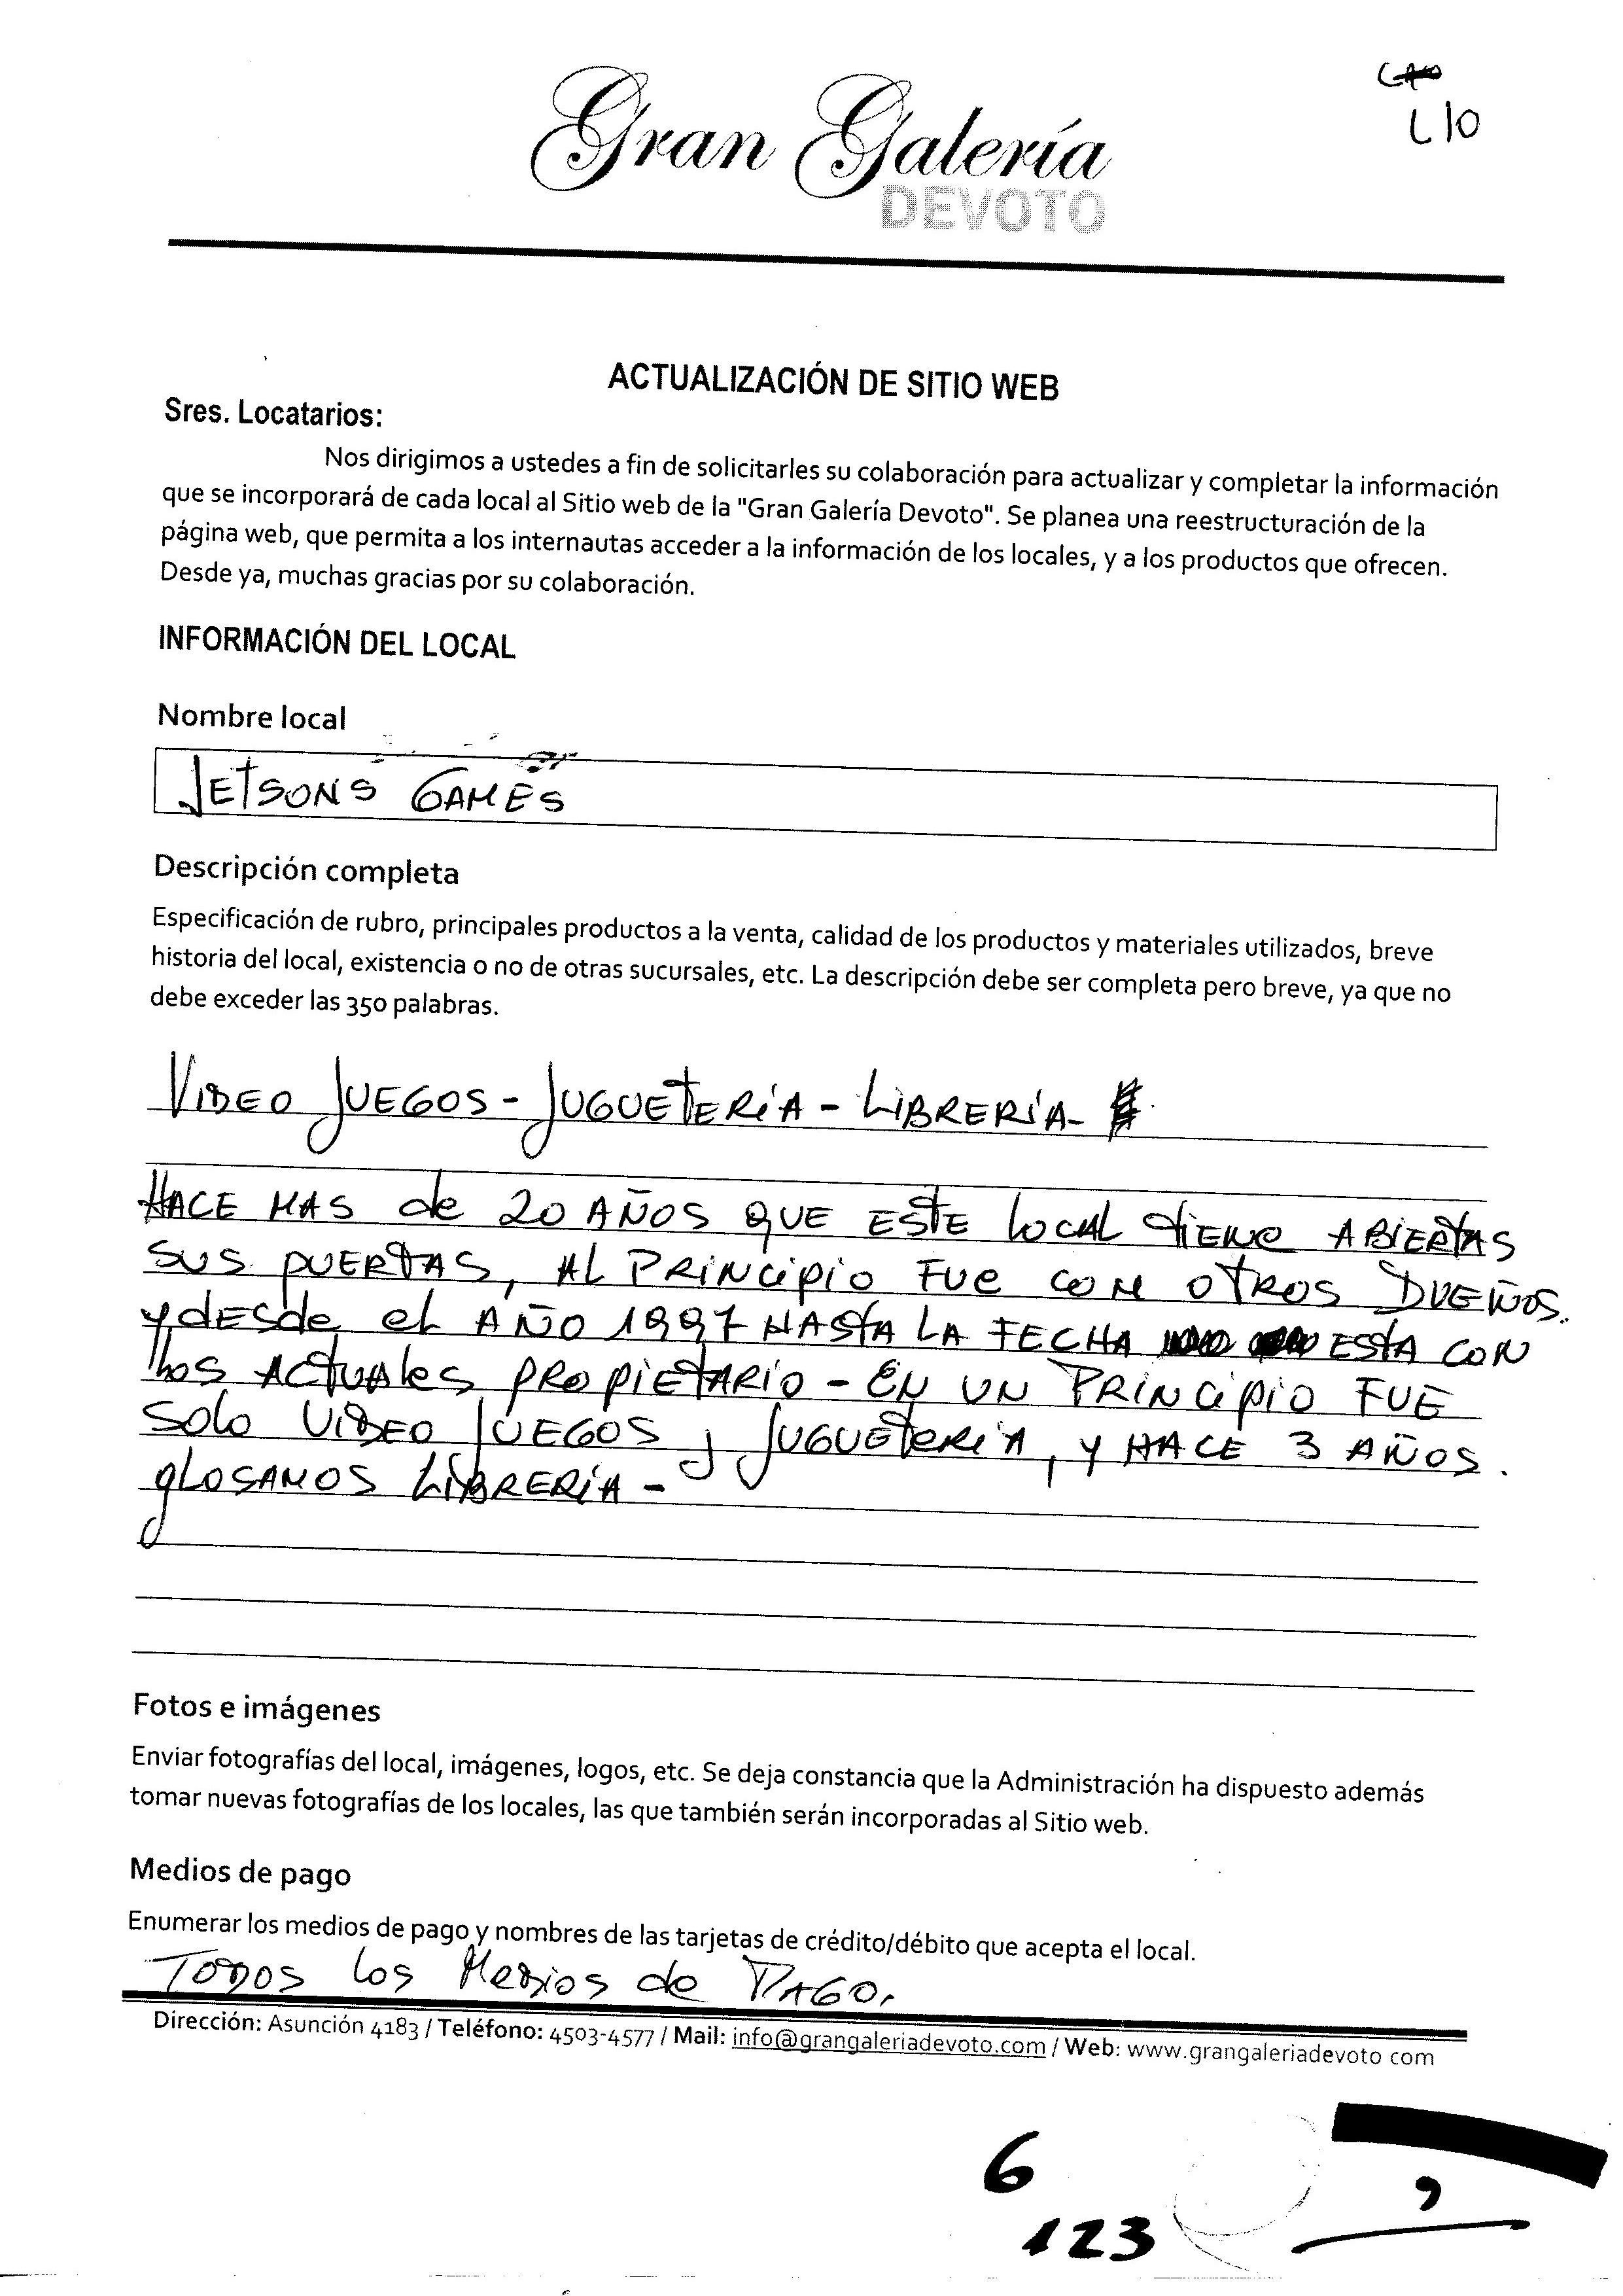 L10
Gran Galería
DEVOTO
ACTUALIZACIÓN DE SITIO WEB
Sres. Locatarios:
Nos dirigimos a ustedes a fin de solicitarles su colaboración para actualizar y completar la información
que se incorporará de cada local al Sitio web de la "Gran Galería Devoto". Se planea una reestructuración de la
página web, que permita a los internautas acceder a la información de los locales, y a los productos que ofrecen.
Desde ya, muchas gracias por su colaboración.
INFORMACIÓN DEL LOCAL
Nombre local
JETSONS GAMES
Descripción completa
Especificación de rubro, principales productos a la venta, calidad de los productos y materiales utilizados, breve
historia del local, existencia o no de otras sucursales, etc. La descripción debe ser completa pero breve, ya que no
debe exceder las 350 palabras.
VIDEO JUEGOS - JUGUETERÍA - LIBRERÍA -
HACE MAS de 20 AÑOS QUE ESTE LOCAL TIENE ABIERTAS
SUS PUERTAS, AL PRINCIPIO FUE CON OTROS DUEÑOS.
y desde el AÑO 1997 HASTA LA FECHA ESTA CON
LOS ACTUALES PROPIETARIO - EN UN PRINCIPIO FUE
SOLO VIDEO JUEGOS y JUGUETERÍA, y HACE 3 AÑOS.
GLOSAMOS LIBRERÍA -
Fotos e imágenes
Enviar fotografías del local, imágenes, logos, etc. Se deja constancia que la Administración ha dispuesto además
tomar nuevas fotografías de los locales, las que también serán incorporadas al Sitio web.
Medios de pago
Enumerar los medios de pago y nombres de las tarjetas de crédito/débito que acepta el local.
TODOS LOS MEDIOS de PAGO.
Dirección: Asunción 4183 / Teléfono: 4503-4577 / Mail: info@grangaleriadevoto.com / Web: www.grangaleriadevoto com
6
123